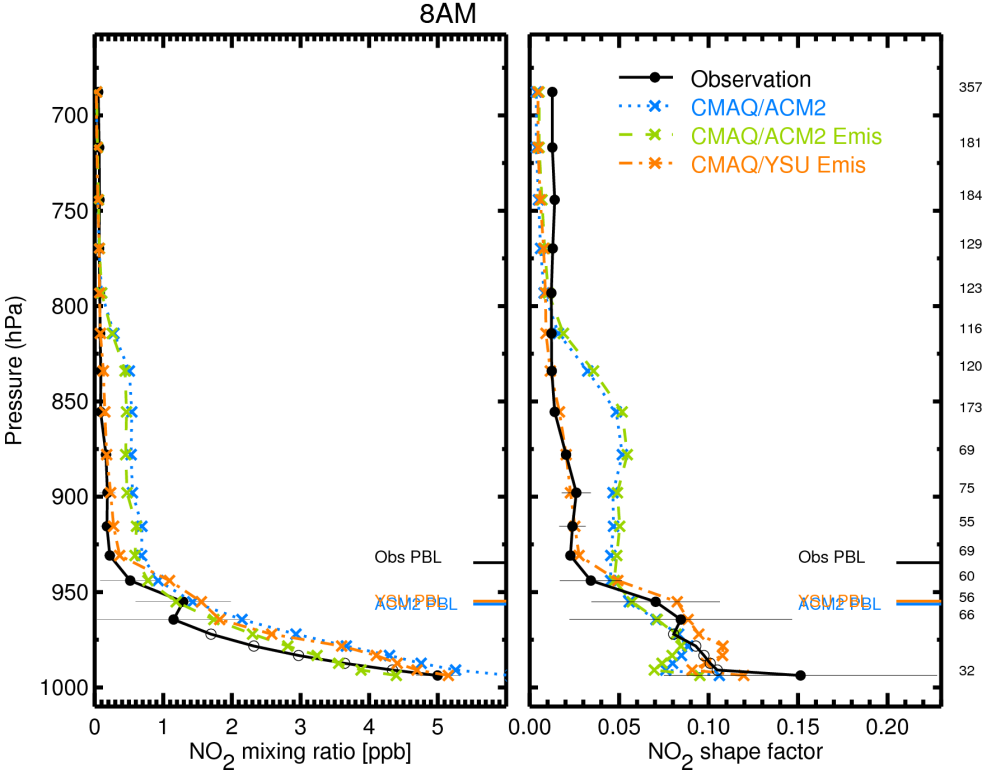 8AM
Pressure (hPa)
700
750
800
850
900
950
1000
0 1 2 3 4 5
NO2 mixing ratio [ppb]
Obs PBL
YSU PBL
ACM2 PBL
Observation
CMAQ/ACM2
CMAQ/ACM2 Emis
CMAQ/YSU Emis
Obs PBL
YSU PBL
ACM2 PBL
0.00 0.05 0.10 0.15 0.20
NO2 shape factor
357
181
184
129
123
116
120
173
69
75
55
69
60
56
66
32